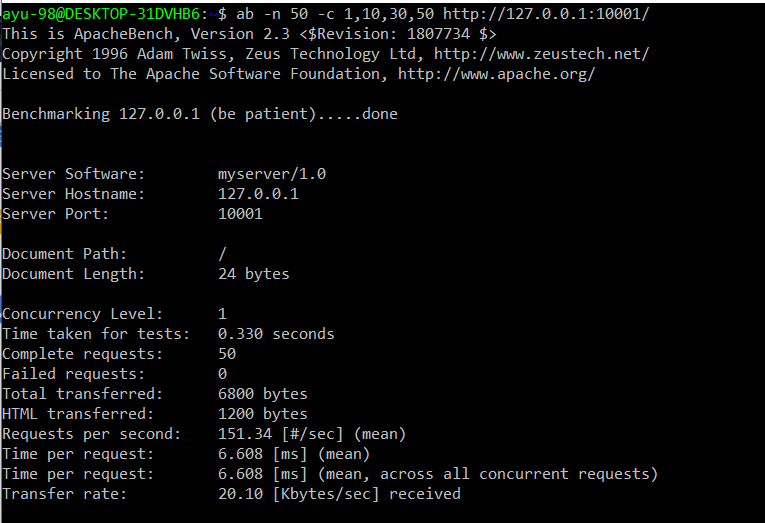 ayu-98@DESKTOP-31DVHB6:~$ ab -n 50 -c 1,10,30,50 http://127.0.0.1:10001/
This is ApacheBench, Version 2.3 <$Revision: 1807734 $>
Copyright 1996 Adam Twiss, Zeus Technology Ltd, http://www.zeustech.net/
Licensed to The Apache Software Foundation, http://www.apache.org/
Benchmarking 127.0.0.1 (be patient).....done
Server Software:        myserver/1.0
Server Hostname:        127.0.0.1
Server Port:            10001
Document Path:          /
Document Length:        24 bytes
Concurrency Level:      1
Time taken for tests:   0.330 seconds
Complete requests:      50
Failed requests:        0
Total transferred:      6800 bytes
HTML transferred:       1200 bytes
Requests per second:    151.34 [#/sec] (mean)
Time per request:       6.608 [ms] (mean)
Time per request:       6.608 [ms] (mean, across all concurrent requests)
Transfer rate:          20.10 [Kbytes/sec] received